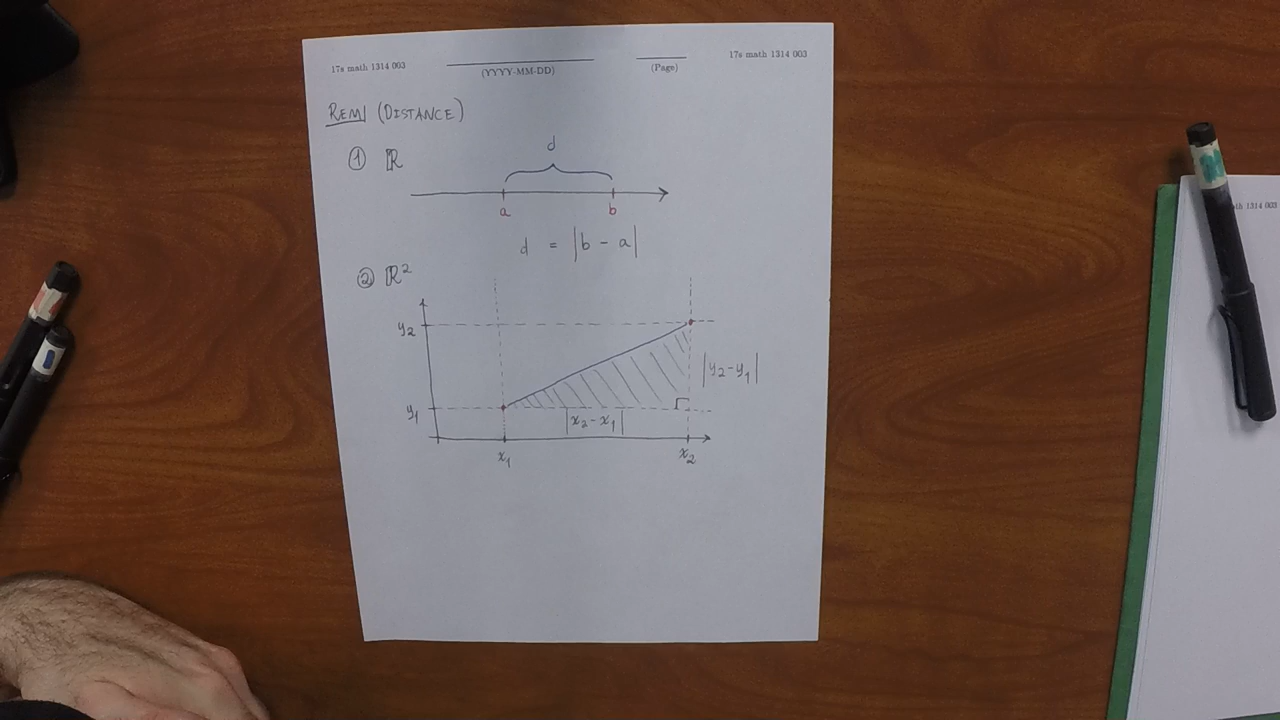 17s math 1314 003
(YYYY-MM-DD)
(Page)
17s math 1314 003
REM (DISTANCE)
① ℝ
d
a b
d = |b - a|
② ℝ²
y₂
|y₂-y₁|
y₁
|x₂-x₁|
x₁ x₂
math 1314 003